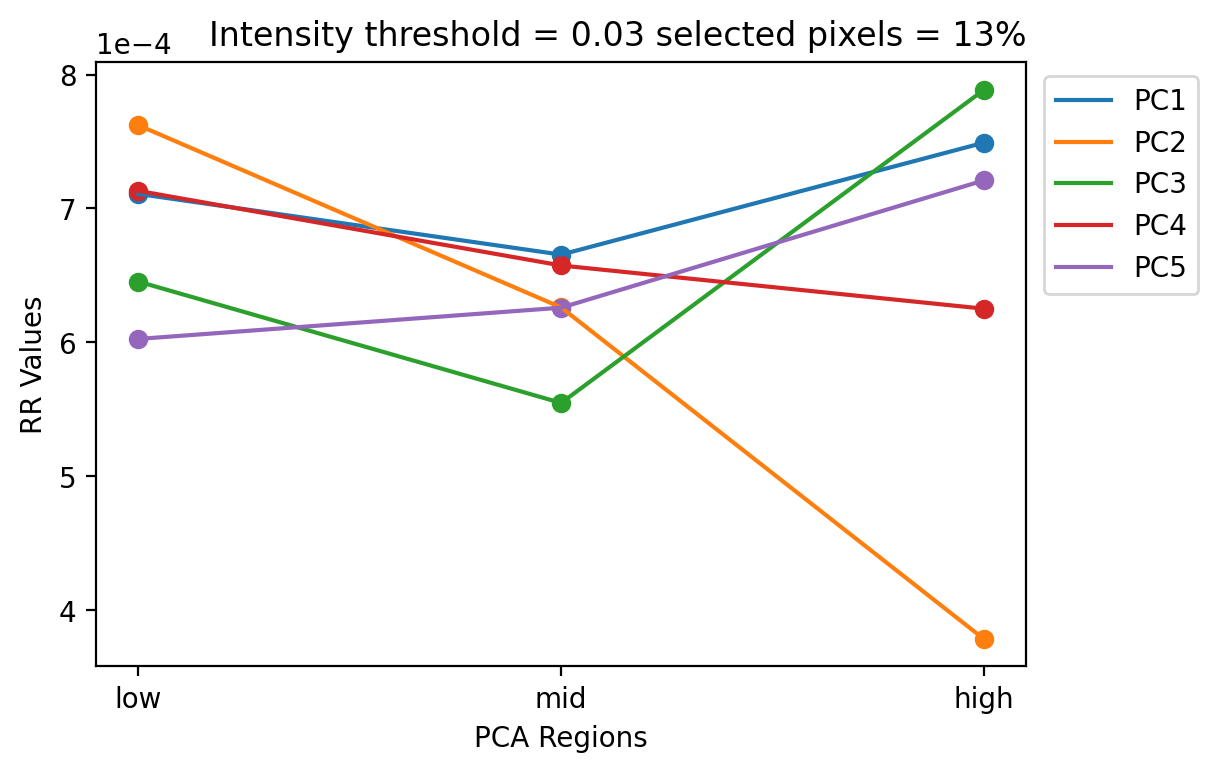 Intensity threshold = 0.03 selected pixels = 13%
1e−4
8
7
6
5
4
RR Values
low mid high
PCA Regions
PC1
PC2
PC3
PC4
PC5